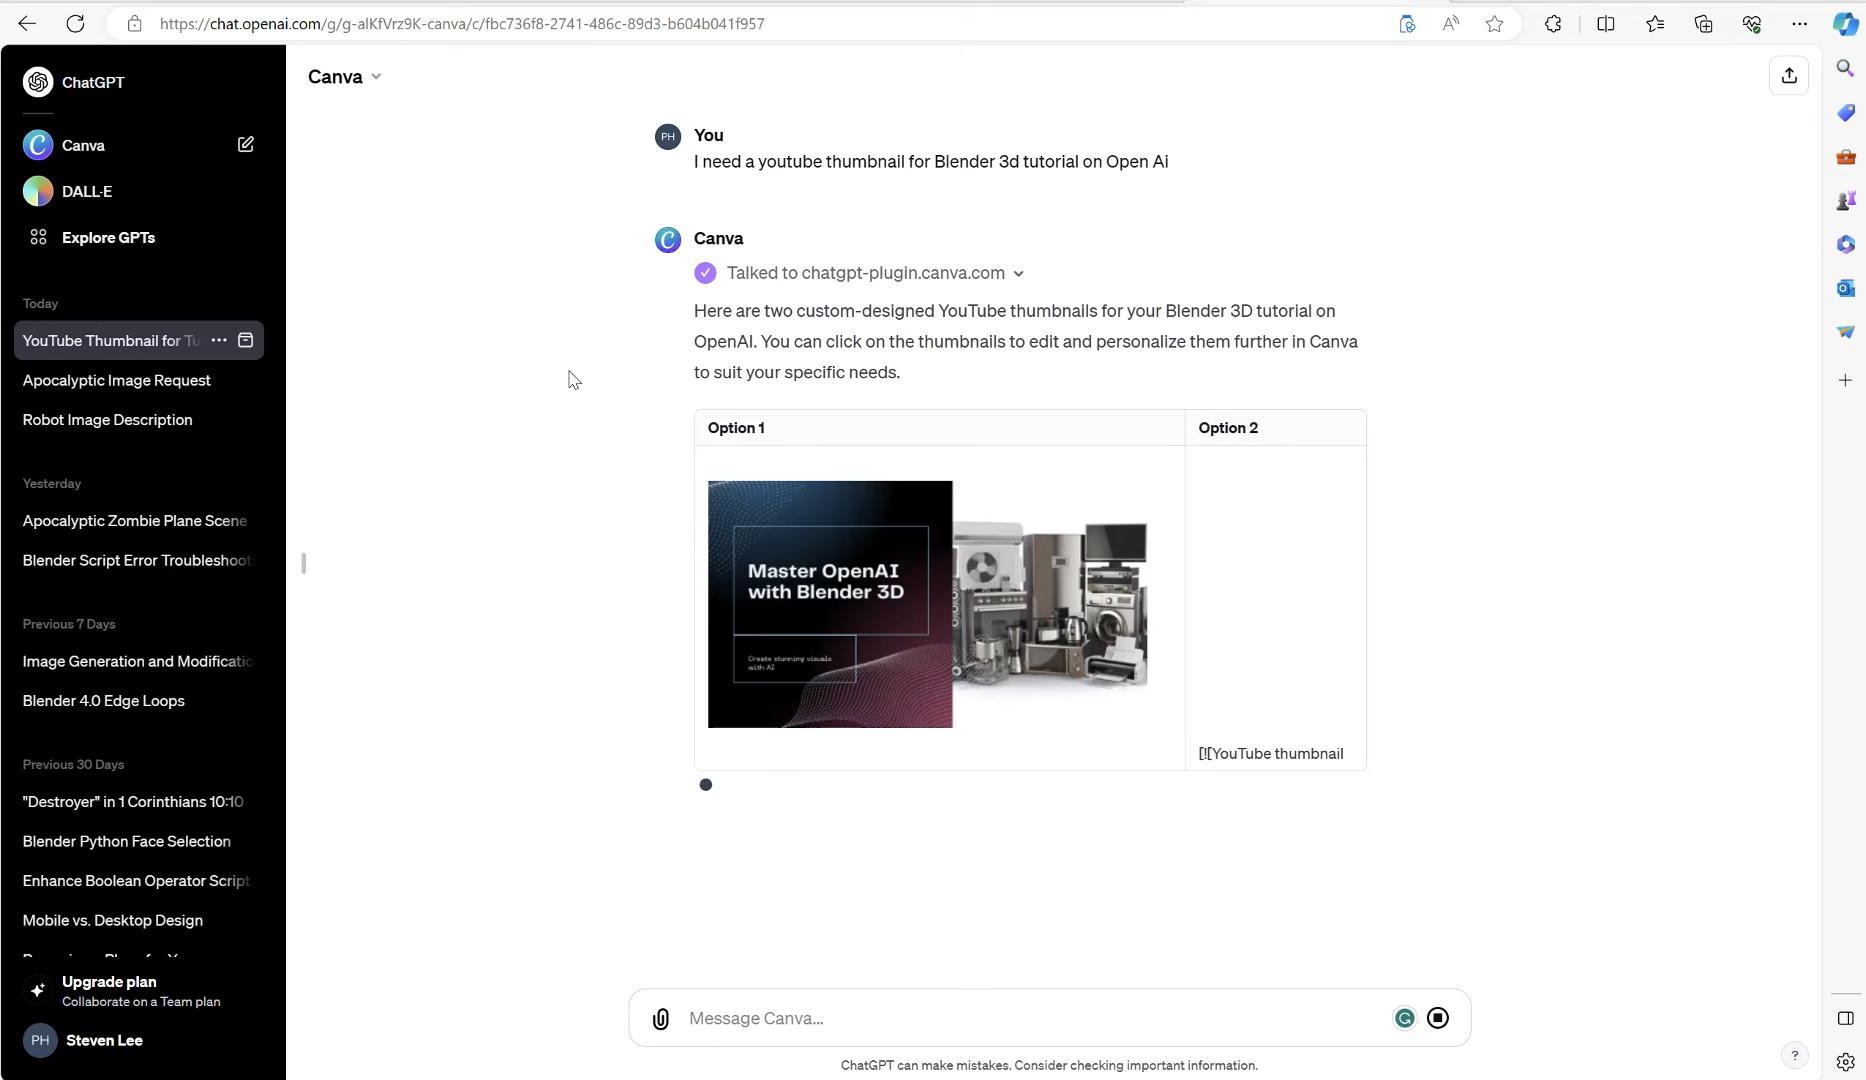 https://chat.openai.com/g/g-alKfVrz9K-canva/c/fbc736f8-2741-486c-89d3-b604b041f957
ChatGPT
Canva
DALL·E
Explore GPTs
Today
YouTube Thumbnail for Tu
Apocalyptic Image Request
Robot Image Description
Yesterday
Apocalyptic Zombie Plane Scene
Blender Script Error Troubleshoot
Previous 7 Days
Image Generation and Modificatio
Blender 4.0 Edge Loops
Previous 30 Days
"Destroyer" in 1 Corinthians 10:10
Blender Python Face Selection
Enhance Boolean Operator Script
Mobile vs. Desktop Design
Upgrade plan
Collaborate on a Team plan
PH
Steven Lee
Canva
PH
You
I need a youtube thumbnail for Blender 3d tutorial on Open Ai
Canva
Talked to chatgpt-plugin.canva.com
Here are two custom-designed YouTube thumbnails for your Blender 3D tutorial on
OpenAI. You can click on the thumbnails to edit and personalize them further in Canva
to suit your specific needs.
Option 1
Option 2
Master OpenAI
with Blender 3D
Create stunning visuals
with AI
[![YouTube thumbnail
Message Canva...
ChatGPT can make mistakes. Consider checking important information.
?